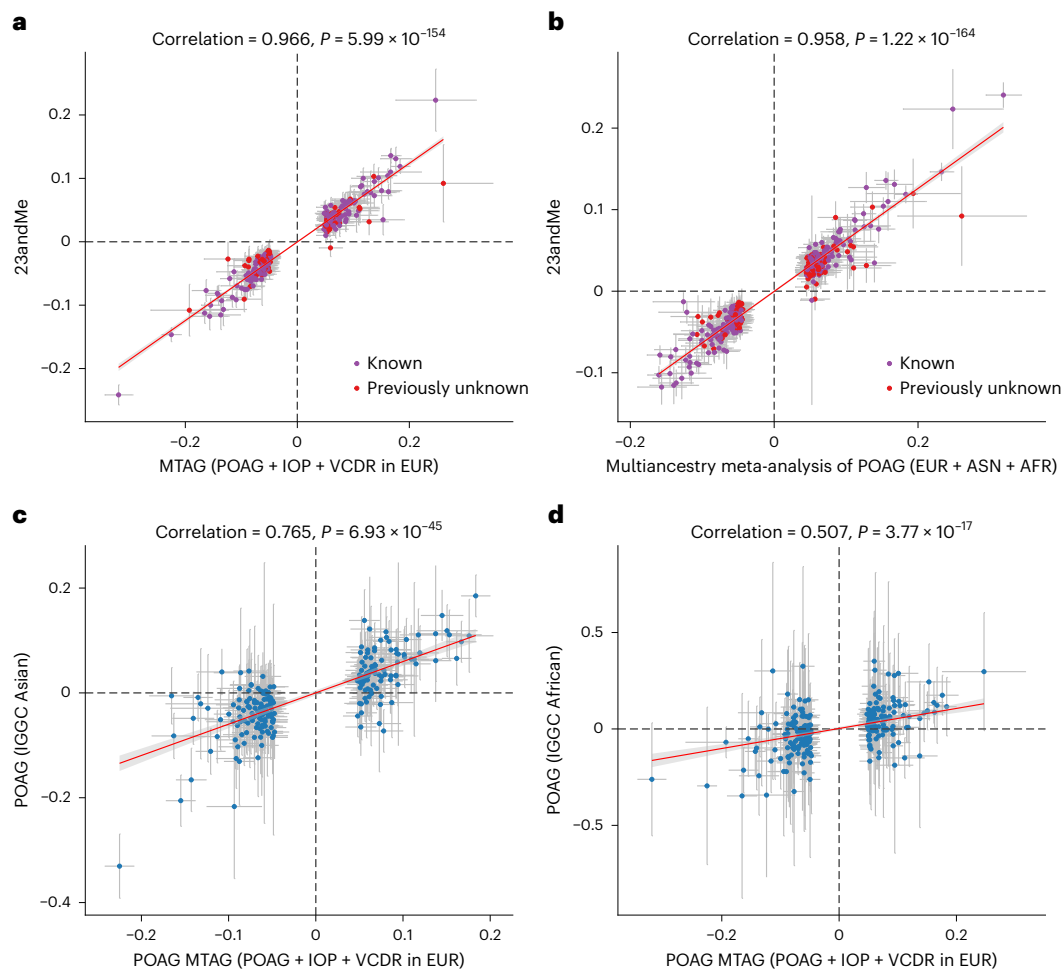 a
Correlation = 0.966, P = 5.99 × 10⁻¹⁵⁴
0.2
0.1
0
−0.1
−0.2
23andMe
Known
Previously unknown
−0.2
0
0.2
MTAG (POAG + IOP + VCDR in EUR)
b
Correlation = 0.958, P = 1.22 × 10⁻¹⁶⁴
0.2
0.1
0
−0.1
23andMe
Known
Previously unknown
−0.2
0
0.2
Multiancestry meta-analysis of POAG (EUR + ASN + AFR)
c
Correlation = 0.765, P = 6.93 × 10⁻⁴⁵
0.2
0
−0.2
−0.4
POAG (IGGC Asian)
−0.2
−0.1
0
0.1
0.2
POAG MTAG (POAG + IOP + VCDR in EUR)
d
Correlation = 0.507, P = 3.77 × 10⁻¹⁷
0.5
0
−0.5
POAG (IGGC African)
−0.2
0
0.2
POAG MTAG (POAG + IOP + VCDR in EUR)